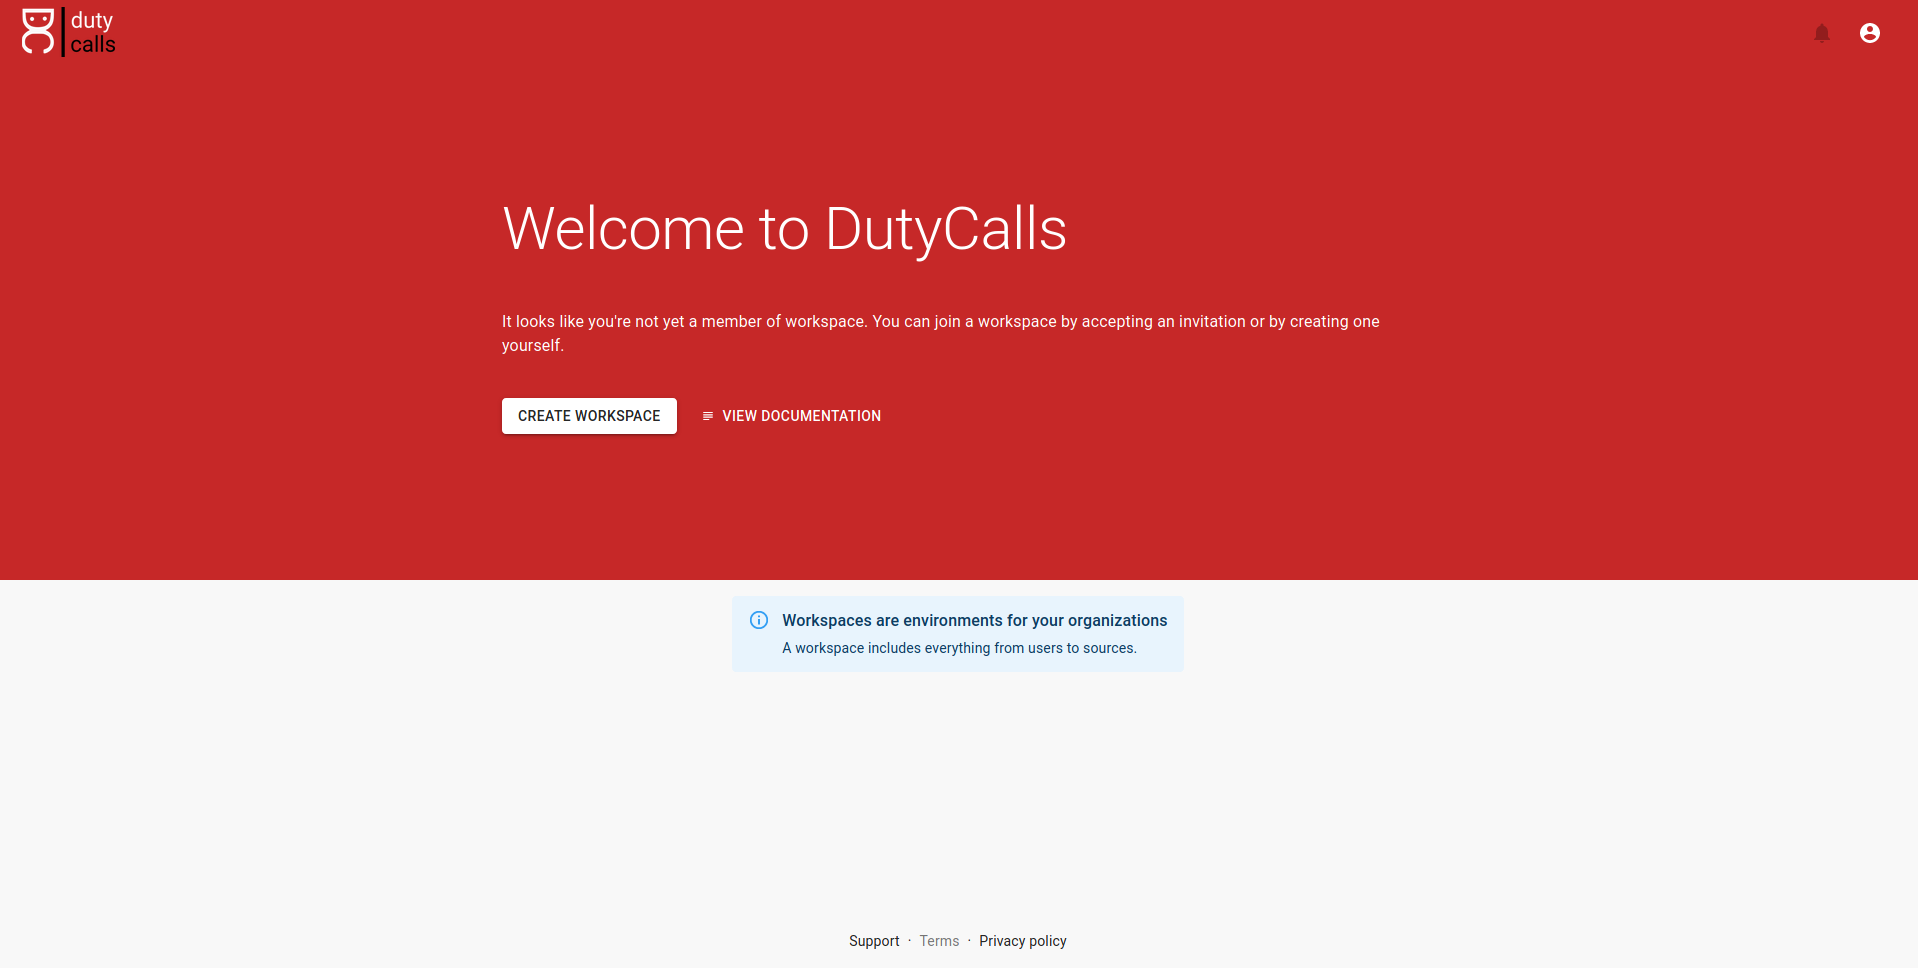 duty
calls
Welcome to DutyCalls
It looks like you're not yet a member of workspace. You can join a workspace by accepting an invitation or by creating one
yourself.
CREATE WORKSPACE VIEW DOCUMENTATION
Workspaces are environments for your organizations
A workspace includes everything from users to sources.
Support · Terms · Privacy policy